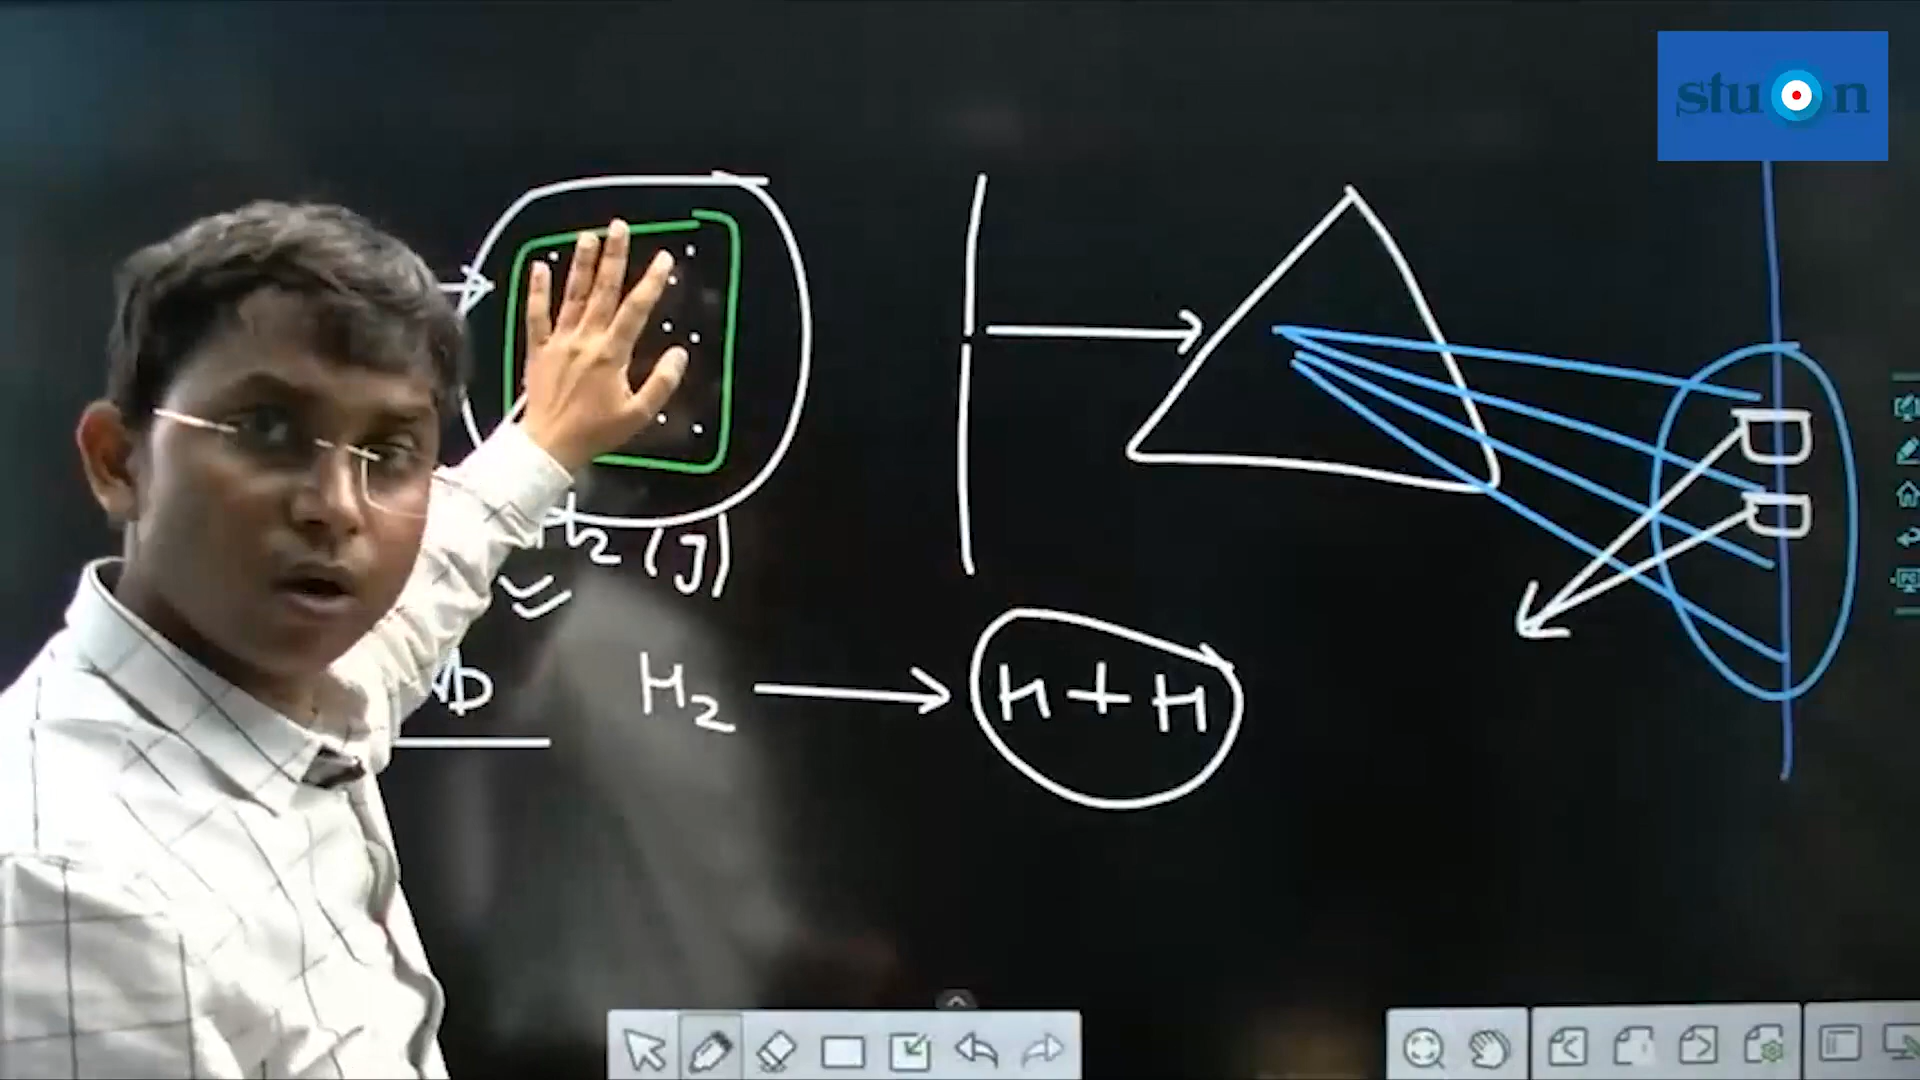 stuon
H2 (g)
H2 → H + H